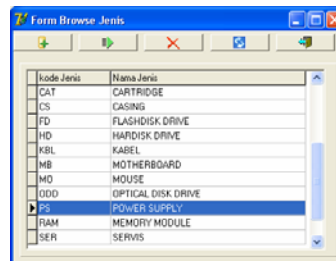 Form Browse Jenis
kode Jenis Nama Jenis
CAT CARTRIDGE
CS CASING
FD FLASHDISK DRIVE
HD HARDISK DRIVE
KBL KABEL
MB MOTHERBOARD
MO MOUSE
ODD OPTICAL DISK DRIVE
PS POWER SUPPLY
RAM MEMORY MODULE
SER SERVIS